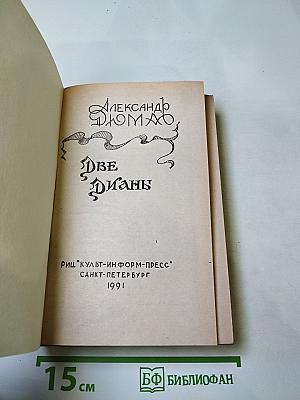 АЛЕКСАНДР
ДЮМА
ДВЕ
ДИАНЫ
РИЦ "КУЛЬТ-ИНФОРМ-ПРЕСС"
САНКТ-ПЕТЕРБУРГ
1991
15 см
БФ БИБЛИОФАН